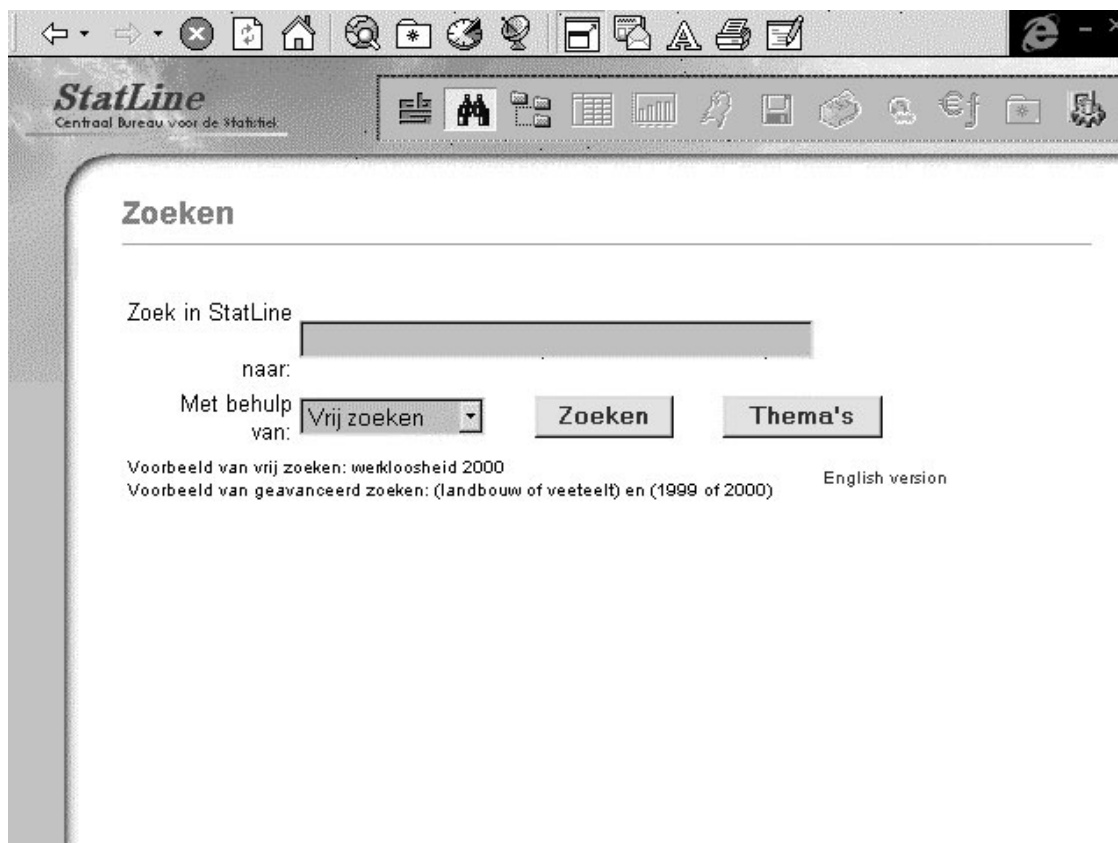 StatLine
Centraal Bureau voor de Statistiek
Zoeken
Zoek in StatLine
naar:
Met behulp
van:
Vrij zoeken
Zoeken
Thema's
Voorbeeld van vrij zoeken: werkloosheid 2000
Voorbeeld van geavanceerd zoeken: (landbouw of veeteelt) en (1999 of 2000)
English version